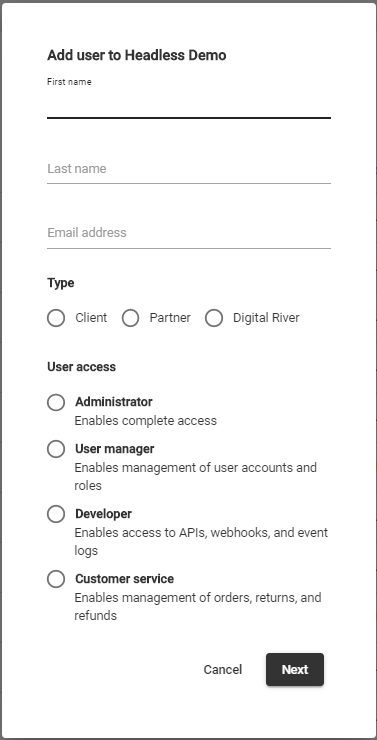 Add user to Headless Demo
First name
Last name
Email address
Type
Client Partner Digital River
User access
Administrator
Enables complete access
User manager
Enables management of user accounts and
roles
Developer
Enables access to APIs, webhooks, and event
logs
Customer service
Enables management of orders, returns, and
refunds
Cancel Next